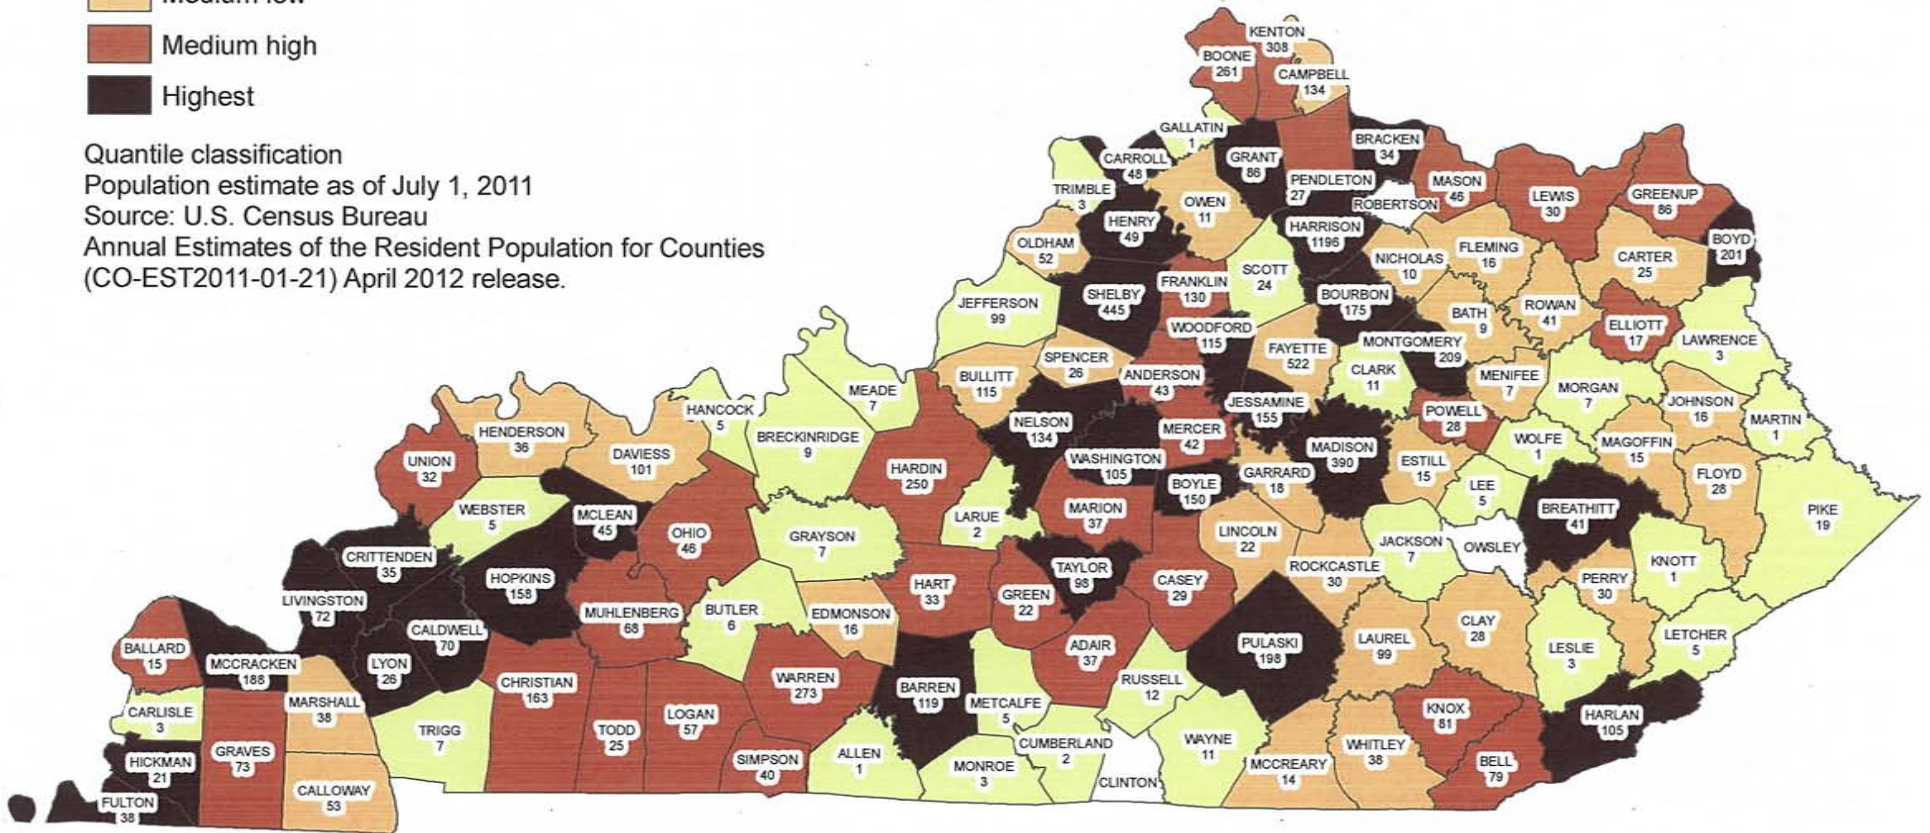 Medium low
Medium high
Highest
Quantile classification
Population estimate as of July 1, 2011
Source: U.S. Census Bureau
Annual Estimates of the Resident Population for Counties
(CO-EST2011-01-21) April 2012 release.
KENTON
308
BOONE
261
CAMPBELL
134
GALLATIN
1
CARROLL
48
GRANT
86
BRACKEN
34
PENDLETON
27
TRIMBLE
3
OWEN
11
ROBERTSON
MASON
46
LEWIS
30
GREENUP
86
HENRY
49
HARRISON
1196
OLDHAM
52
NICHOLAS
10
FLEMING
16
CARTER
25
BOYD
201
SCOTT
24
FRANKLIN
130
SHELBY
445
JEFFERSON
99
BOURBON
175
BATH
9
ROWAN
41
ELLIOTT
17
LAWRENCE
3
WOODFORD
115
FAYETTE
522
MONTGOMERY
209
SPENCER
26
BULLITT
115
ANDERSON
43
CLARK
11
MENIFEE
7
MORGAN
7
JOHNSON
16
MARTIN
1
MEADE
7
HANCOCK
5
BRECKINRIDGE
9
NELSON
134
JESSAMINE
155
MERCER
42
POWELL
28
WOLFE
1
MAGOFFIN
15
HENDERSON
36
DAVIESS
101
UNION
32
HARDIN
250
WASHINGTON
105
MADISON
390
ESTILL
15
FLOYD
28
GARRARD
18
BOYLE
150
LEE
5
BREATHITT
41
PIKE
19
WEBSTER
5
MCLEAN
45
OHIO
46
GRAYSON
7
LARUE
2
MARION
37
LINCOLN
22
JACKSON
7
OWSLEY
KNOTT
1
CRITTENDEN
35
HOPKINS
158
HART
33
TAYLOR
98
GREEN
22
CASEY
29
ROCKCASTLE
30
PERRY
30
LIVINGSTON
72
MUHLENBERG
68
BUTLER
6
EDMONSON
16
CALDWELL
70
BALLARD
15
MCCRACKEN
188
LYON
26
ADAIR
37
PULASKI
198
LAUREL
99
CLAY
28
LESLIE
3
LETCHER
5
CHRISTIAN
163
WARREN
273
BARREN
119
RUSSELL
12
METCALFE
5
MARSHALL
38
CARLISLE
3
TRIGG
7
TODD
25
LOGAN
57
KNOX
81
HARLAN
105
GRAVES
73
HICKMAN
21
SIMPSON
40
ALLEN
1
MONROE
3
CUMBERLAND
2
CLINTON
WAYNE
11
MCCREARY
14
WHITLEY
38
BELL
79
CALLOWAY
53
FULTON
38